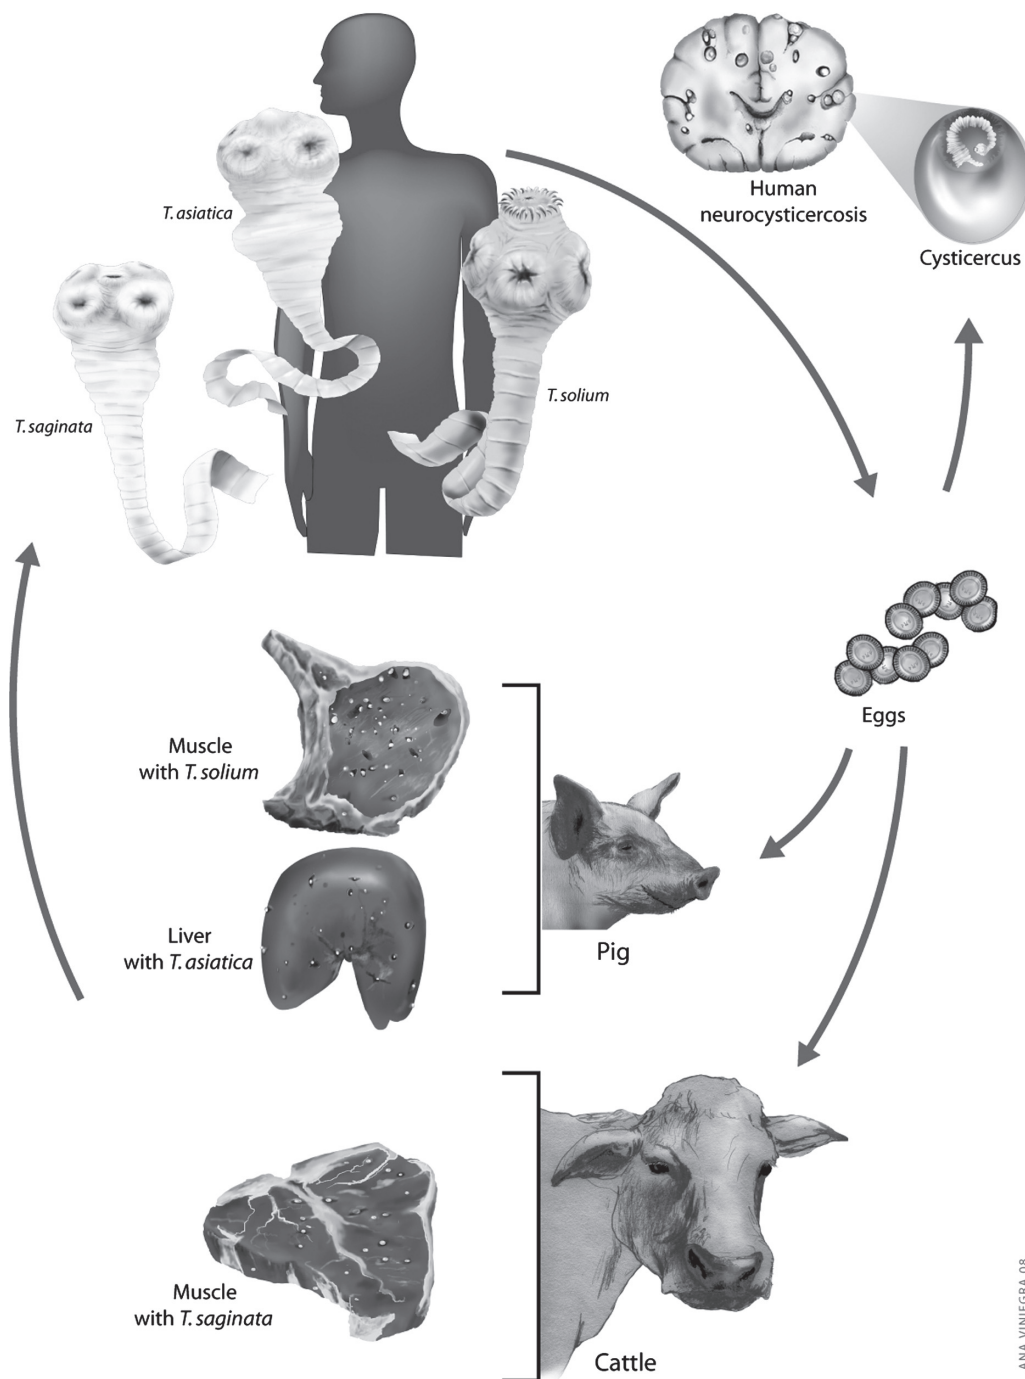 Human
neurocysticercosis
Cysticercus
T. asiatica
T. saginata
T. solium
Eggs
Muscle
with T. solium
Liver
with T. asiatica
Pig
Muscle
with T. saginata
Cattle
ANA VINIEGRA 08